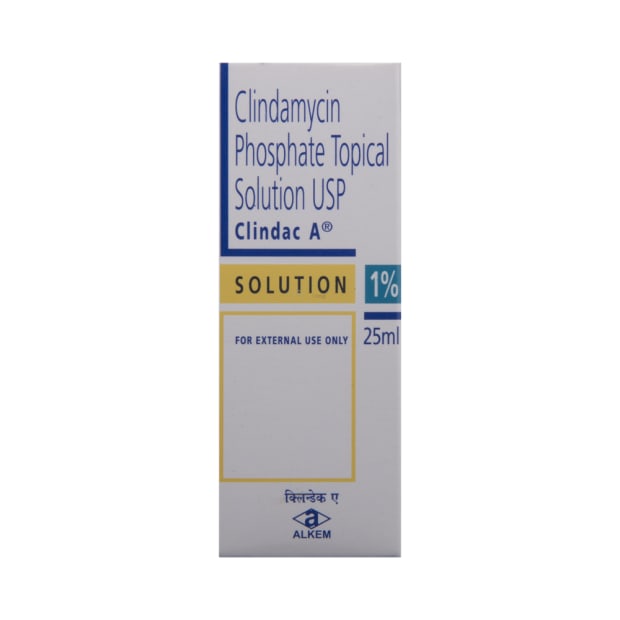 Clindamycin
Phosphate Topical
Solution USP
Clindac A®
SOLUTION 1%
25ml
FOR EXTERNAL USE ONLY
क्लिन्डेक ए
a
ALKEM